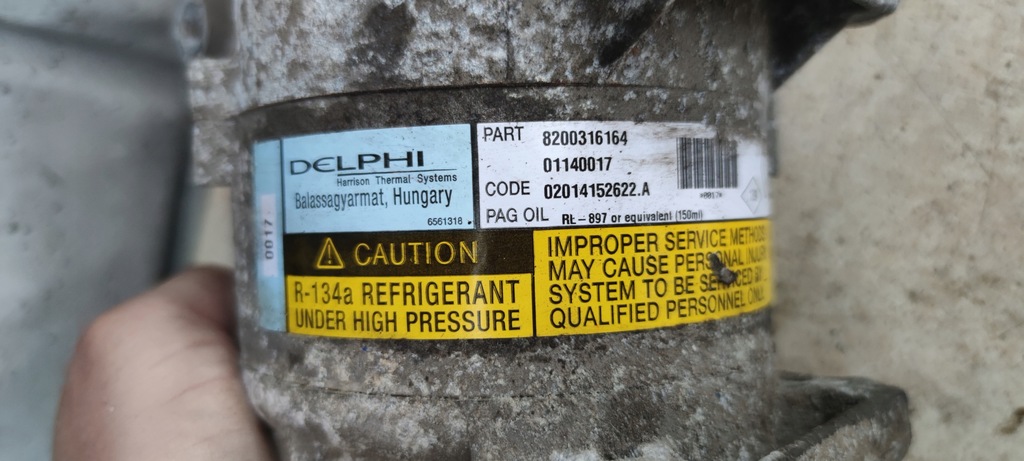 0017
DELPHI
Harrison Thermal Systems
Balassagyarmat, Hungary
6561318
PART 8200316164
01140017
CODE 02014152622.A
PAG OIL RL-897 or equivalent (150ml)
*0017*
CAUTION
R-134a REFRIGERANT
UNDER HIGH PRESSURE
IMPROPER SERVICE METHODS
MAY CAUSE PERSONAL INJURY
SYSTEM TO BE SERVICED BY
QUALIFIED PERSONNEL ONLY